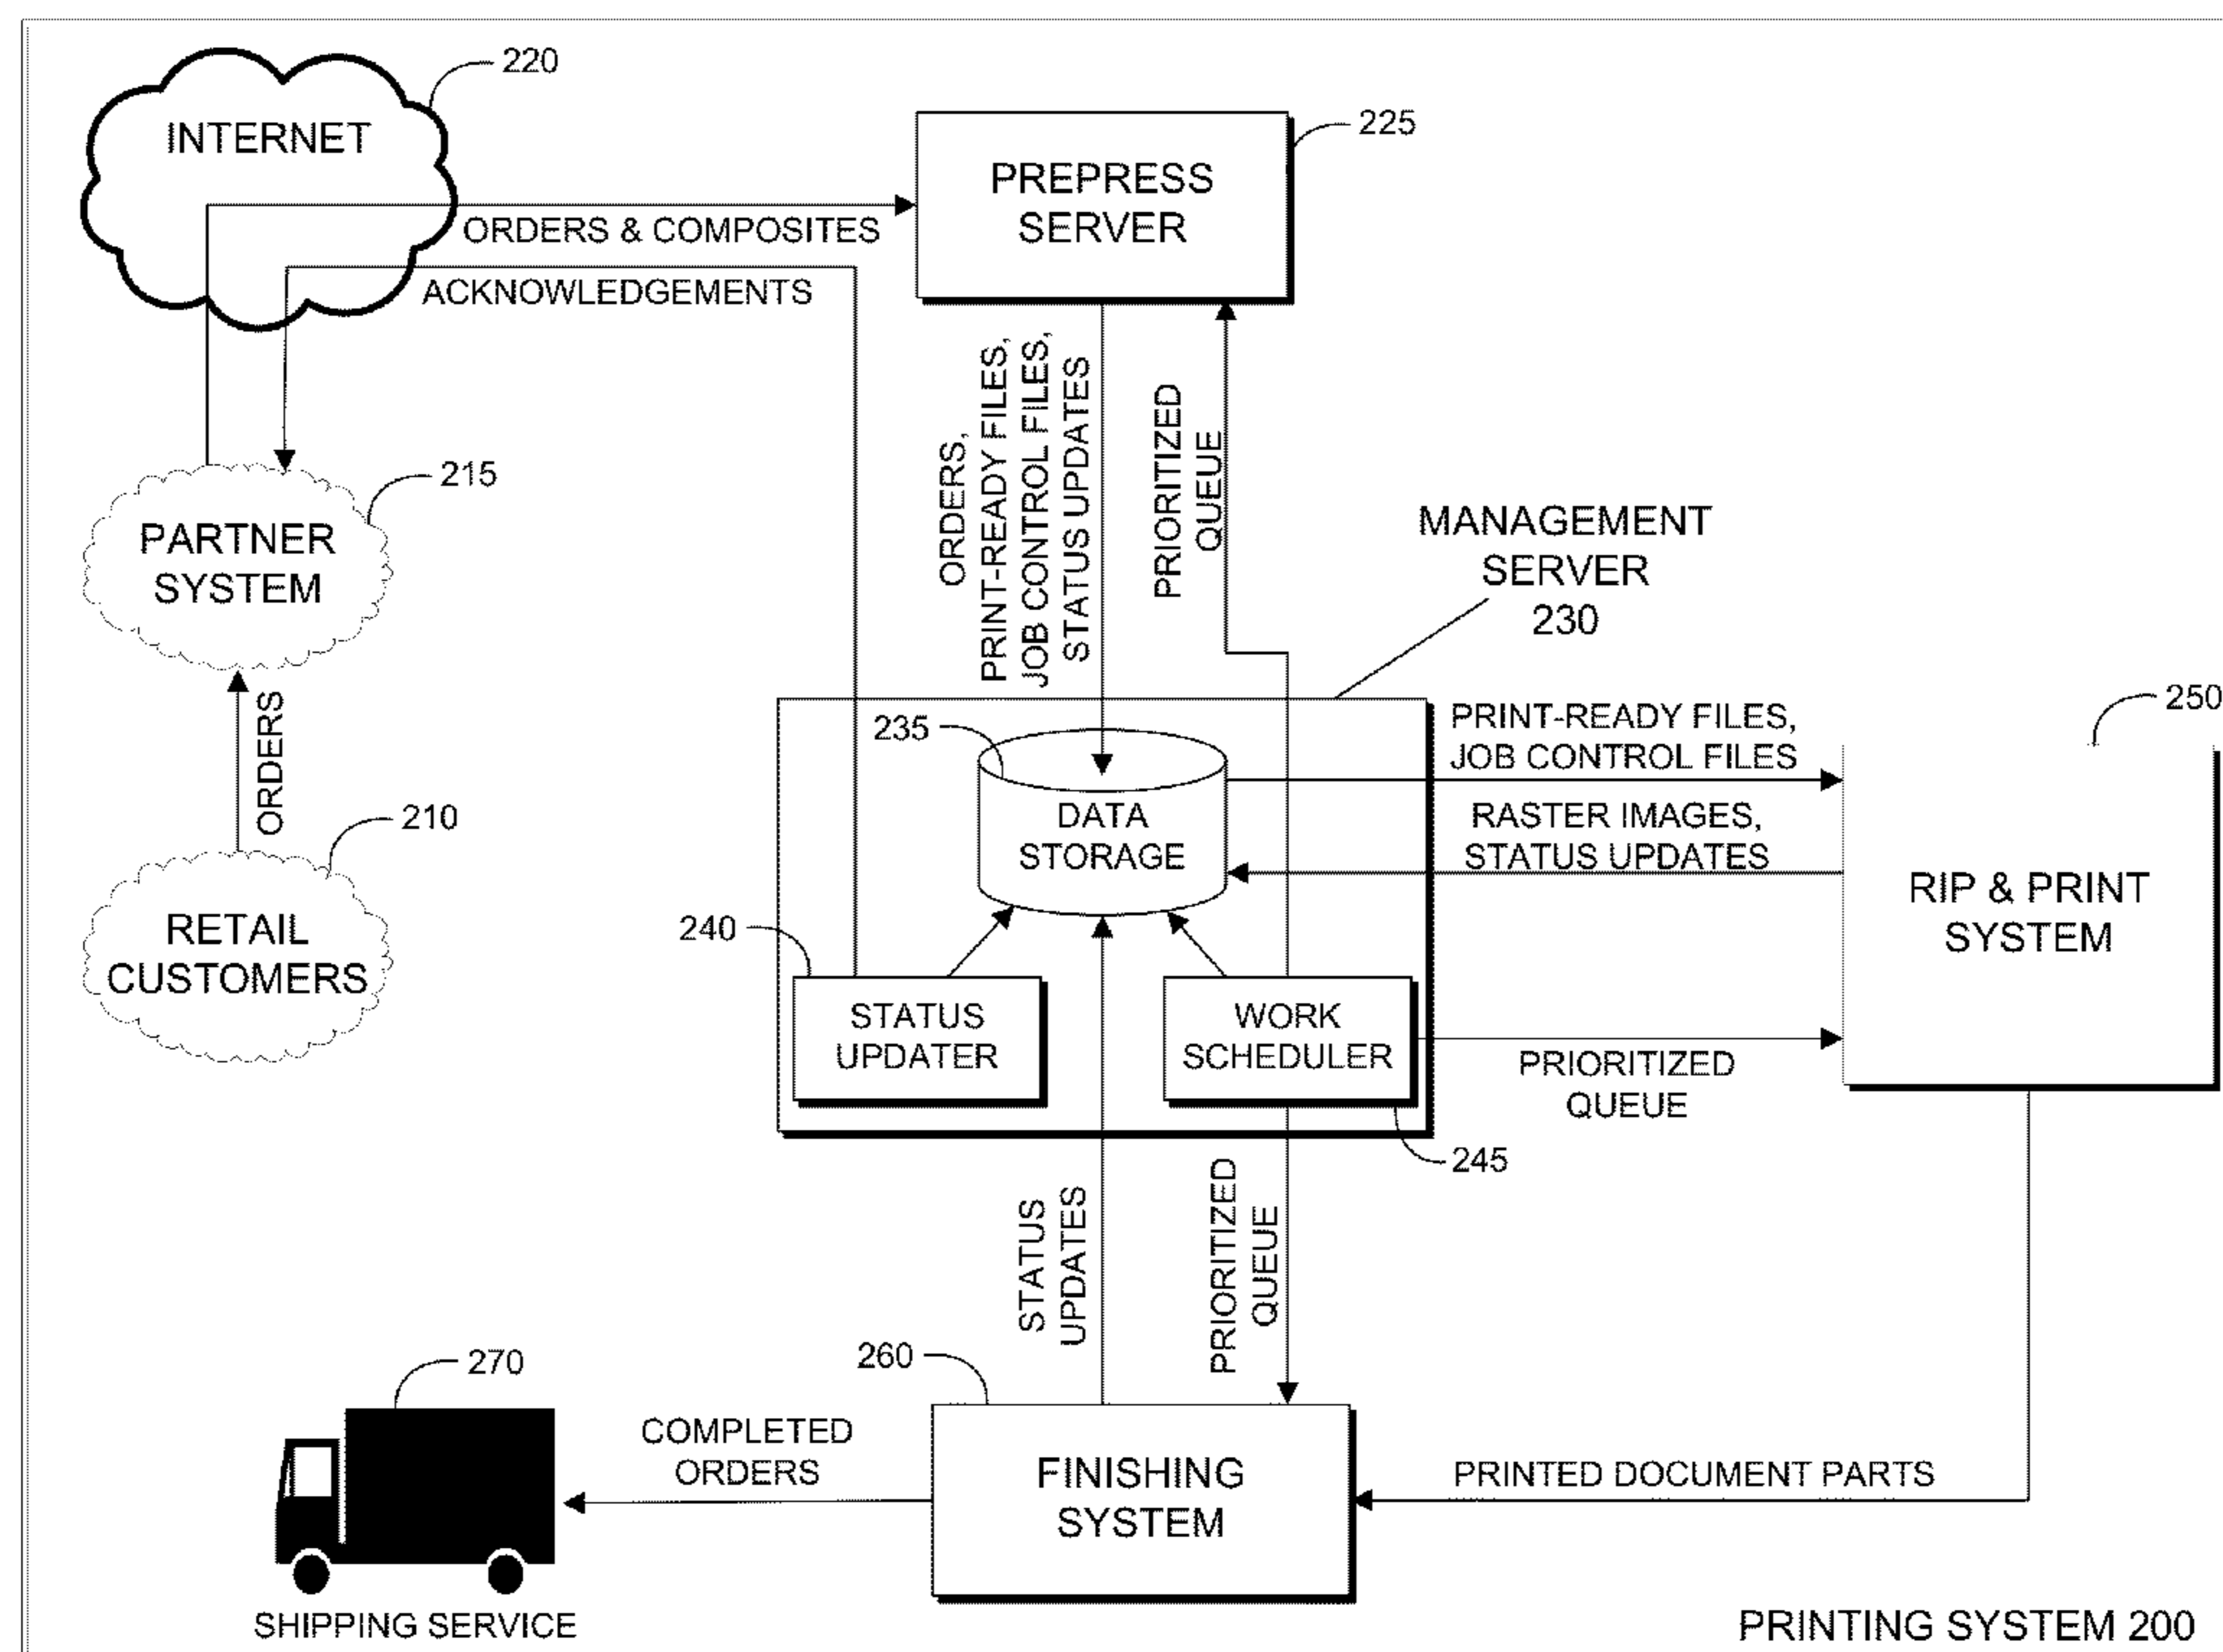 220
INTERNET
225
PREPRESS
SERVER
ORDERS & COMPOSITES
ACKNOWLEDGEMENTS
ORDERS,
PRINT-READY FILES,
JOB CONTROL FILES,
STATUS UPDATES
PRIORITIZED
QUEUE
215
PARTNER
SYSTEM
MANAGEMENT
SERVER
230
ORDERS
210
RETAIL
CUSTOMERS
235
DATA
STORAGE
PRINT-READY FILES,
JOB CONTROL FILES
RASTER IMAGES,
STATUS UPDATES
250
RIP & PRINT
SYSTEM
240
STATUS
UPDATER
WORK
SCHEDULER
PRIORITIZED
QUEUE
245
STATUS
UPDATES
PRIORITIZED
QUEUE
270
260
COMPLETED
ORDERS
FINISHING
SYSTEM
PRINTED DOCUMENT PARTS
SHIPPING SERVICE
PRINTING SYSTEM 200